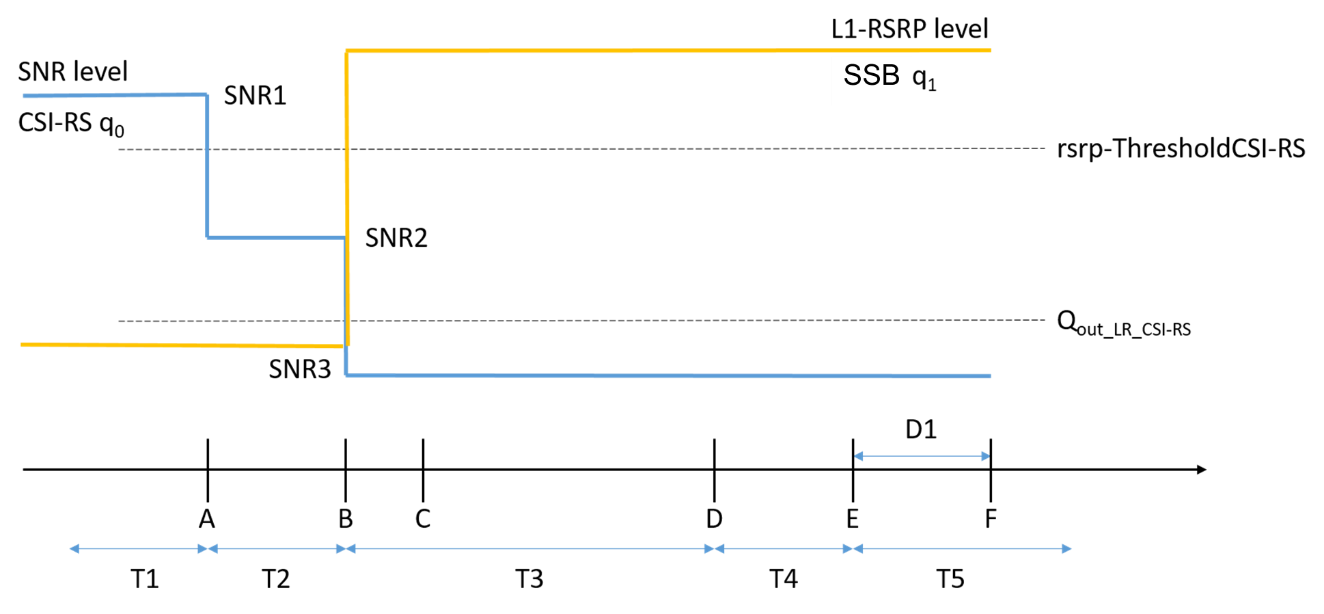 L1-RSRP level
SNR level
SSB q1
SNR1
CSI-RS q0
rsrp-ThresholdCSI-RS
SNR2
Qout_LR_CSI-RS
SNR3
D1
A B C D E F
T1 T2 T3 T4 T5